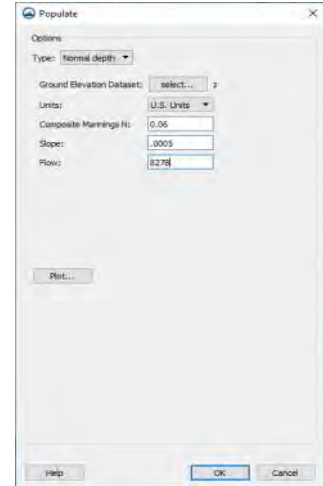 Populate
Options
Type: Normal depth
Ground Elevation Dataset: select... z
Units: U.S. Units
Composite Mannings N: 0.06
Slope: .0005
Flow: 8278
Plot...
Help OK Cancel